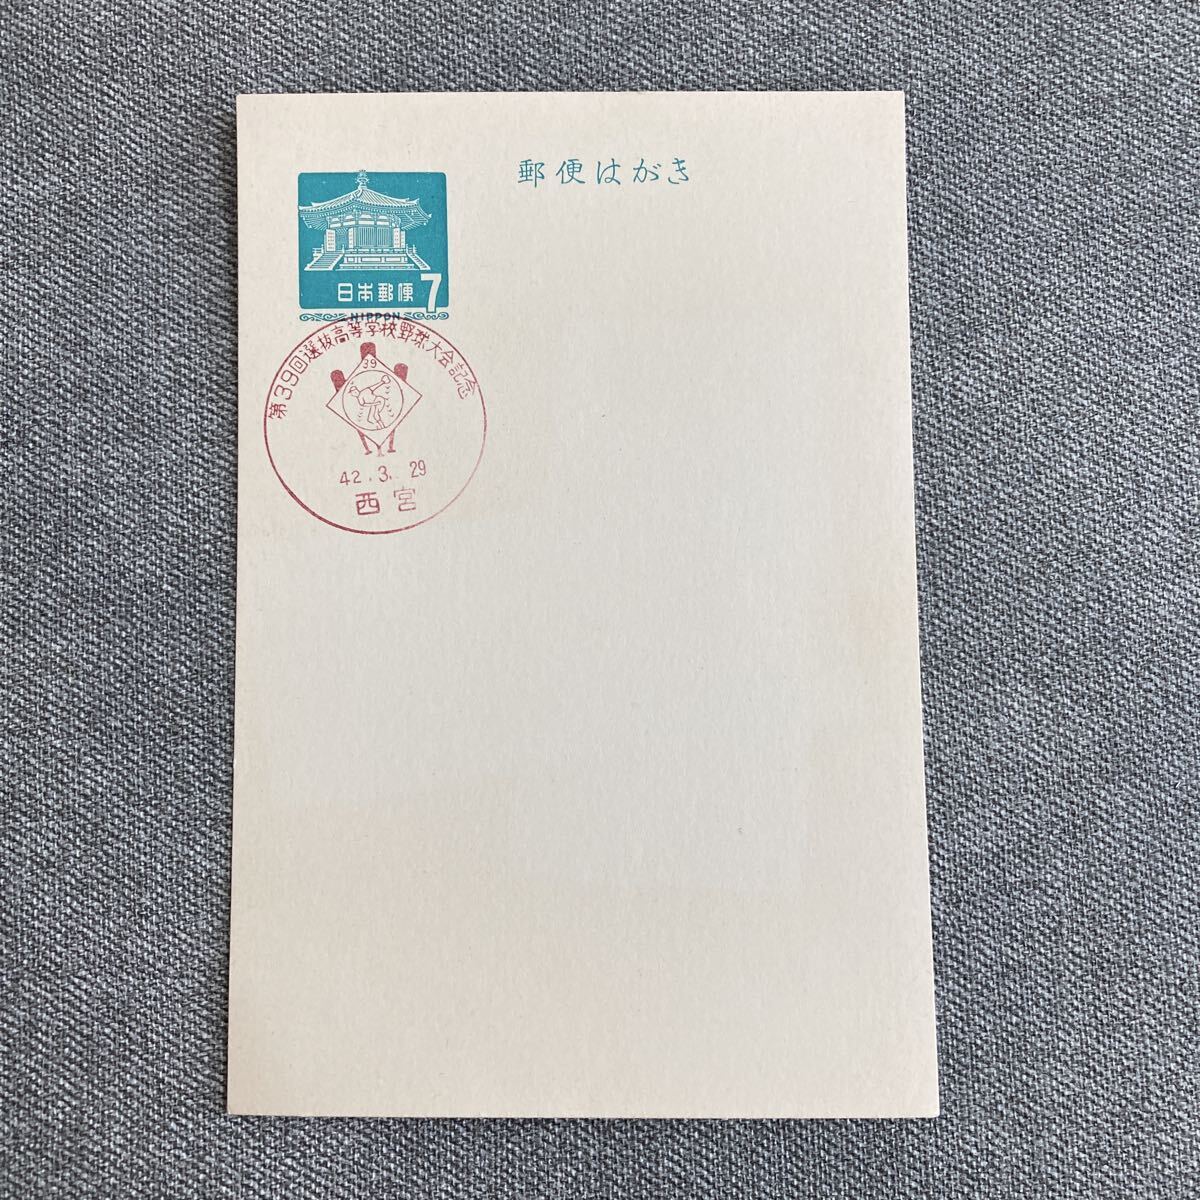 郵便はがき
日本郵便 7
NIPPON
第39回選抜高等学校野球大会記念
39
42.3.29
西宮